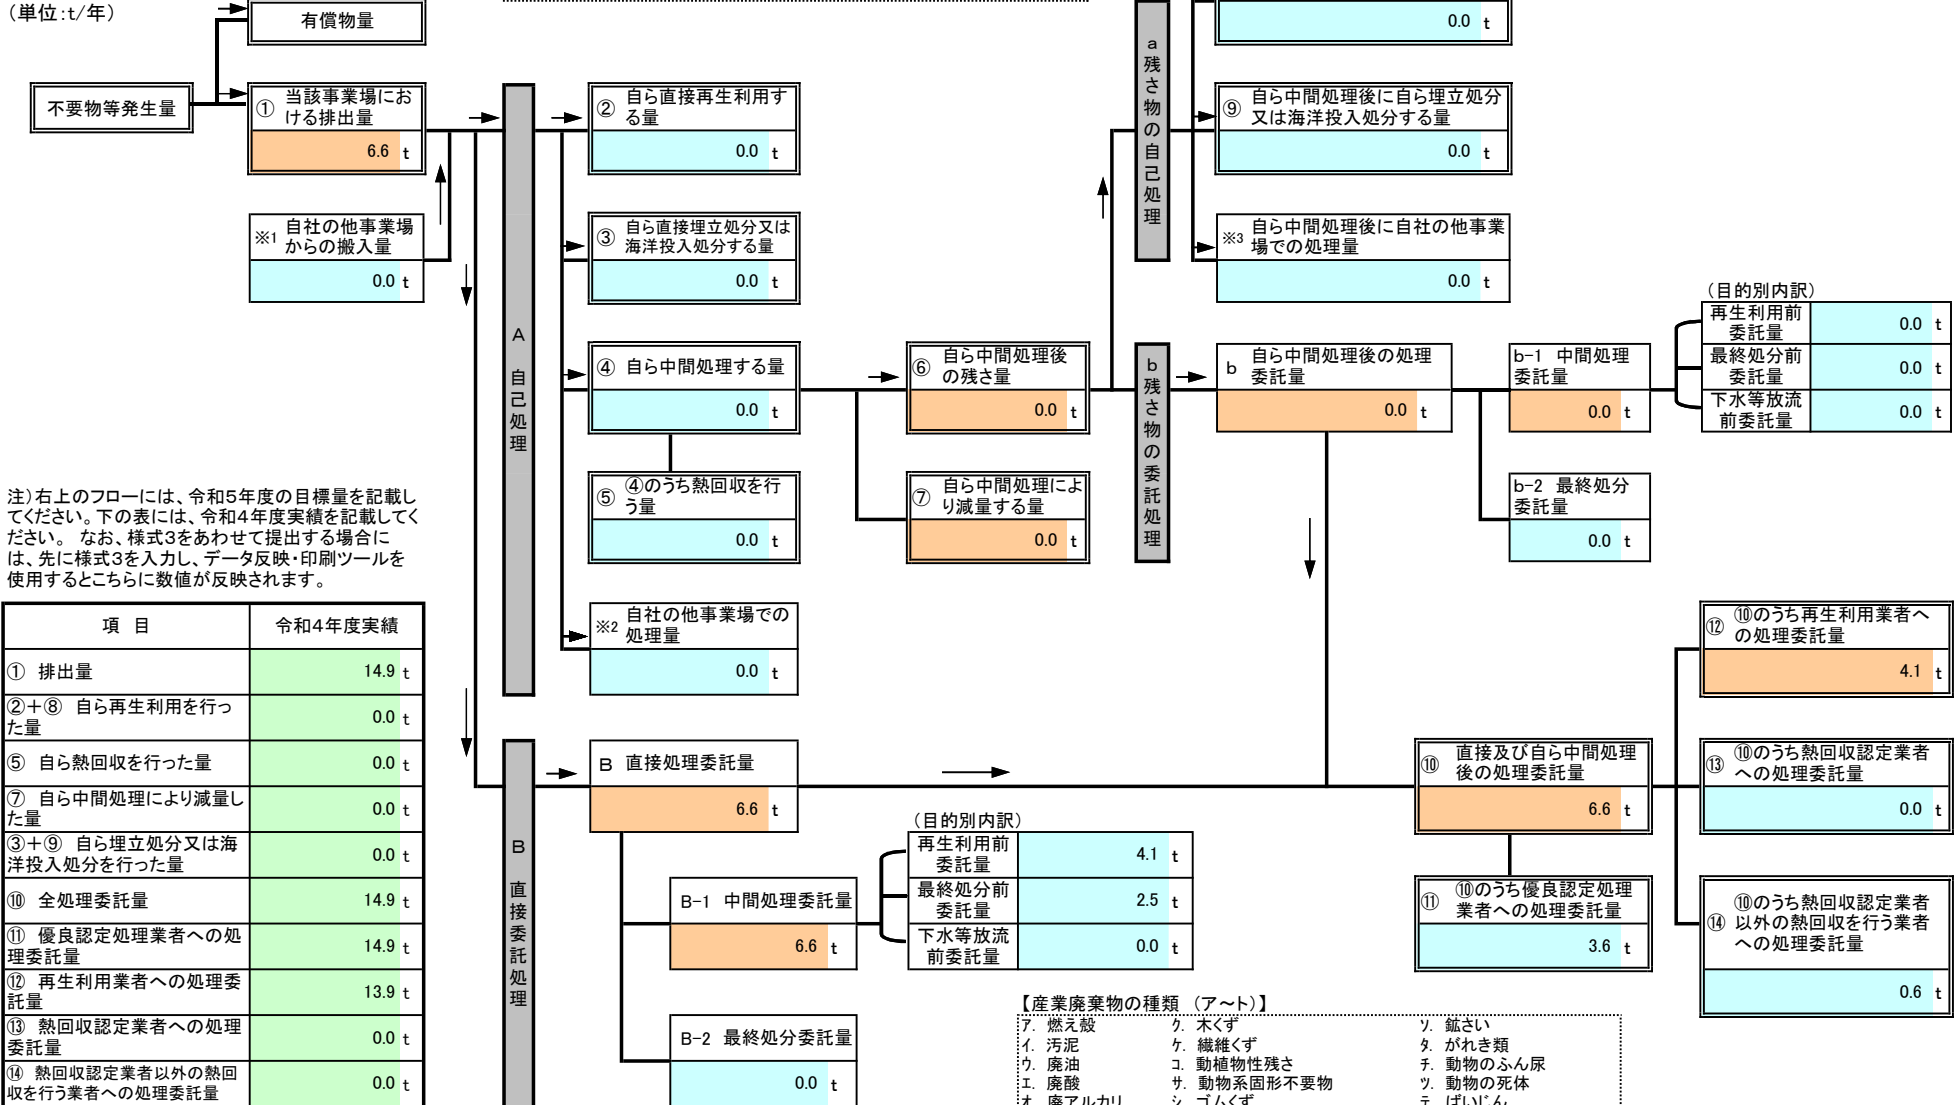 （単位:t/年）
有償物量
0.0 t
不要物等発生量
① 当該事業場にお
ける排出量
6.6 t
※1 自社の他事業場
からの搬入量
0.0 t
A 自己処理
② 自ら直接再生利用す
る量
0.0 t
③ 自ら直接埋立処分又は
海洋投入処分する量
0.0 t
④ 自ら中間処理する量
0.0 t
⑤ ④のうち熱回収を行
う量
0.0 t
※2 自社の他事業場での
処理量
0.0 t
⑥ 自ら中間処理後
の残さ量
0.0 t
⑦ 自ら中間処理によ
り減量する量
0.0 t
a 残さ物の自己処理
⑨ 自ら中間処理後に自ら埋立処分
又は海洋投入処分する量
0.0 t
※3 自ら中間処理後に自社の他事業
場での処理量
0.0 t
b 残さ物の委託処理
b 自ら中間処理後の処理
委託量
0.0 t
b-1 中間処理
委託量
0.0 t
b-2 最終処分
委託量
0.0 t
（目的別内訳）
再生利用前
委託量
0.0 t
最終処分前
委託量
0.0 t
下水等放流
前委託量
0.0 t
注）右上のフローには、令和5年度の目標量を記載し
てください。下の表には、令和4年度実績を記載してく
ださい。 なお、様式3をあわせて提出する場合に
は、先に様式3を入力し、データ反映・印刷ツールを
使用するとこちらに数値が反映されます。
項 目 令和4年度実績
① 排出量 14.9 t
②＋⑧ 自ら再生利用を行っ
た量 0.0 t
⑤ 自ら熱回収を行った量 0.0 t
⑦ 自ら中間処理により減量し
た量 0.0 t
③＋⑨ 自ら埋立処分又は海
洋投入処分を行った量 0.0 t
⑩ 全処理委託量 14.9 t
⑪ 優良認定処理業者への処
理委託量 14.9 t
⑫ 再生利用業者への処理委
託量 13.9 t
⑬ 熱回収認定業者への処理
委託量 0.0 t
⑭ 熱回収認定業者以外の熱回
収を行う業者への処理委託量 0.0 t
B 直接委託処理
B 直接処理委託量
6.6 t
B-1 中間処理委託量
6.6 t
B-2 最終処分委託量
0.0 t
（目的別内訳）
再生利用前
委託量
4.1 t
最終処分前
委託量
2.5 t
下水等放流
前委託量
0.0 t
⑩ 直接及び自ら中間処理
後の処理委託量
6.6 t
⑪ ⑩のうち優良認定処理
業者への処理委託量
3.6 t
⑫ ⑩のうち再生利用業者へ
の処理委託量
4.1 t
⑬ ⑩のうち熱回収認定業者
への処理委託量
0.0 t
⑭ ⑩のうち熱回収認定業者
以外の熱回収を行う業者
への処理委託量
0.6 t
【産業廃棄物の種類 （ア～ト）】
ア. 燃え殻 ク. 木くず ソ. 鉱さい
イ. 汚泥 ケ. 繊維くず タ. がれき類
ウ. 廃油 コ. 動植物性残さ チ. 動物のふん尿
エ. 廃酸 サ. 動物系固形不要物 ツ. 動物の死体
オ. 廃アルカリ シ. ゴムくず テ. ばいじん